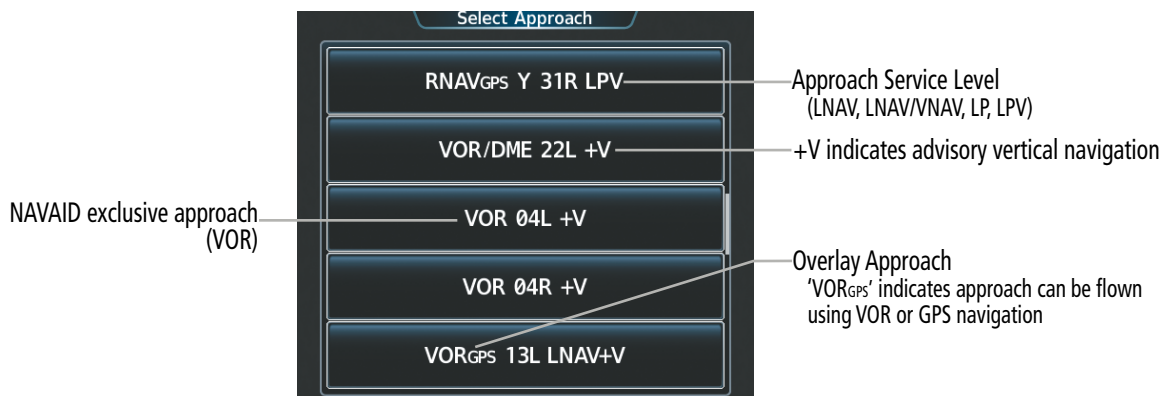 Select Approach
RNAVGPS Y 31R LPV
VOR/DME 22L +V
VOR 04L +V
VOR 04R +V
VORGPS 13L LNAV+V
NAVAID exclusive approach
(VOR)
Approach Service Level
(LNAV, LNAV/VNAV, LP, LPV)
+V indicates advisory vertical navigation
Overlay Approach
'VORGPS' indicates approach can be flown
using VOR or GPS navigation